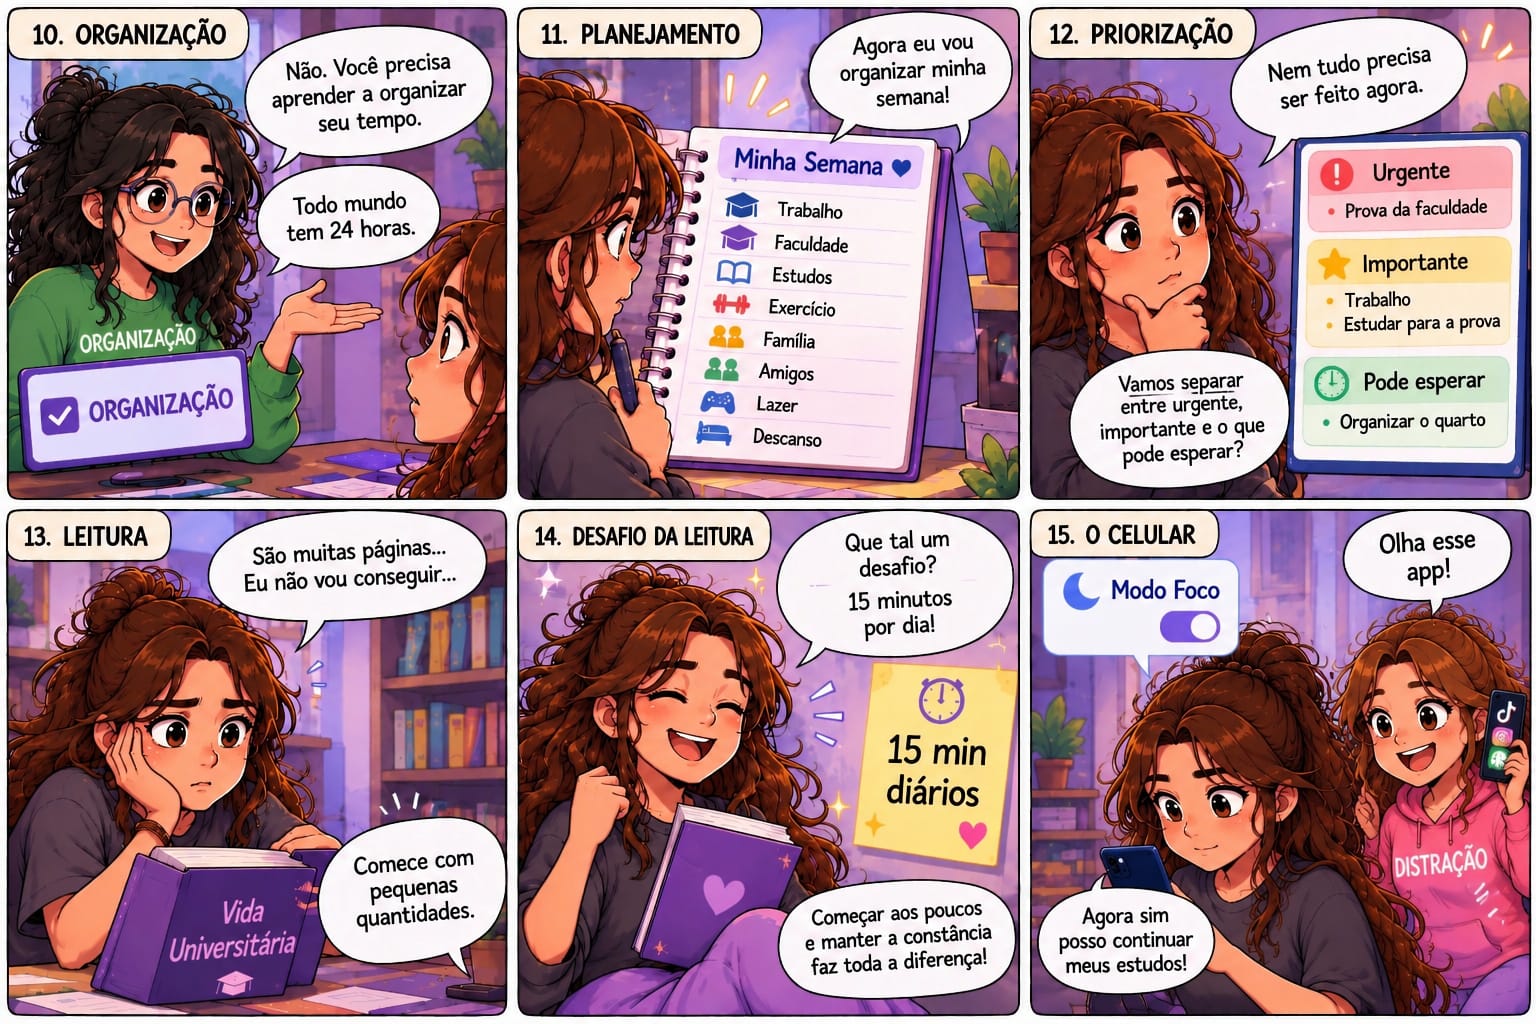 10. ORGANIZAÇÃO
Não. Você precisa
aprender a organizar
seu tempo.
Todo mundo
tem 24 horas.
ORGANIZAÇÃO
ORGANIZAÇÃO
11. PLANEJAMENTO
Agora eu vou
organizar minha
semana!
Minha Semana
Trabalho
Faculdade
Estudos
Exercício
Família
Amigos
Lazer
Descanso
12. PRIORIZAÇÃO
Nem tudo precisa
ser feito agora.
Urgente
• Prova da faculdade
Importante
• Trabalho
• Estudar para a prova
Pode esperar
• Organizar o quarto
Vamos separar
entre urgente,
importante e o que
pode esperar?
13. LEITURA
São muitas páginas...
Eu não vou conseguir...
Comece com
pequenas
quantidades.
Vida
Universitária
14. DESAFIO DA LEITURA
Que tal um
desafio?
15 minutos
por dia!
15 min
diários
Começar aos poucos
e manter a constância
faz toda a diferença!
15. O CELULAR
Modo Foco
Olha esse
app!
DISTRAÇÃO
Agora sim
posso continuar
meus estudos!